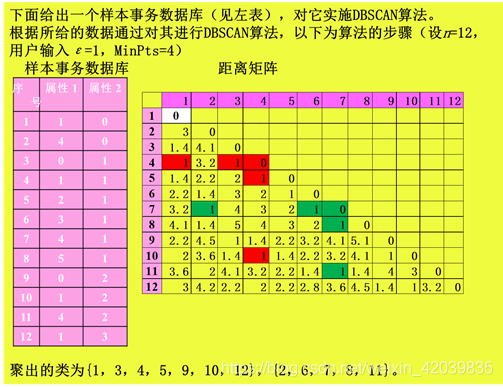 下面给出一个样本事务数据库（见左表），对它实施DBSCAN算法。
根据所给的数据通过对其进行DBSCAN算法，以下为算法的步骤（设n=12，
用户输入 ε=1，MinPts=4）
样本事务数据库
序号 属性 1 属性 2
1 1 0
2 4 0
3 0 1
4 1 1
5 2 1
6 3 1
7 4 1
8 5 1
9 0 2
10 1 2
11 4 2
12 1 3
距离矩阵
1 2 3 4 5 6 7 8 9 10 11 12
1 0
2 3 0
3 1.4 4.1 0
4 1 3.2 1 0
5 1.4 2.2 2 1 0
6 2.2 1.4 3 2 1 0
7 3.2 1 4 3 2 1 0
8 4.1 1.4 5 4 3 2 1 0
9 2.2 4.5 1 1.4 2.2 3.2 4.1 5.1 0
10 2 3.6 1.4 1 1.4 2.2 3.2 4.1 1 0
11 3.6 2 4.1 3.2 2.2 1.4 1 1.4 4 3 0
12 3 4.2 2.2 2 2.2 2.8 3.6 4.5 1.4 1 3.2 0
聚出的类为{1, 3, 4, 5, 9, 10, 12}，{2, 6, 7, 8, 11}。
https://blog.csdn.net/weixin_42039835